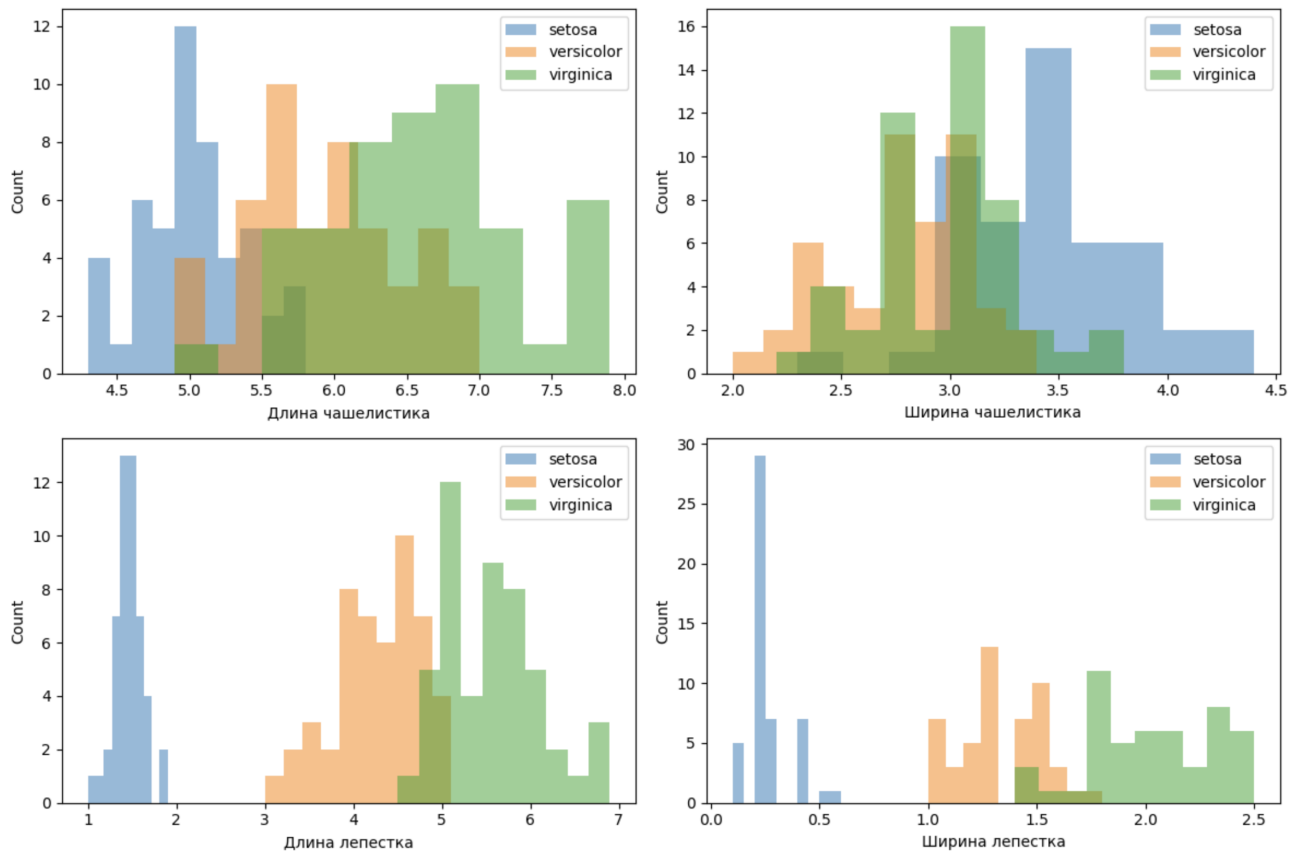 12
10
8
6
4
2
0
Count
setosa
versicolor
virginica
4.5 5.0 5.5 6.0 6.5 7.0 7.5 8.0
Длина чашелистика
16
14
12
10
8
6
4
2
0
Count
setosa
versicolor
virginica
2.0 2.5 3.0 3.5 4.0 4.5
Ширина чашелистика
12
10
8
6
4
2
0
Count
setosa
versicolor
virginica
1 2 3 4 5 6 7
Длина лепестка
30
25
20
15
10
5
0
Count
setosa
versicolor
virginica
0.0 0.5 1.0 1.5 2.0 2.5
Ширина лепестка